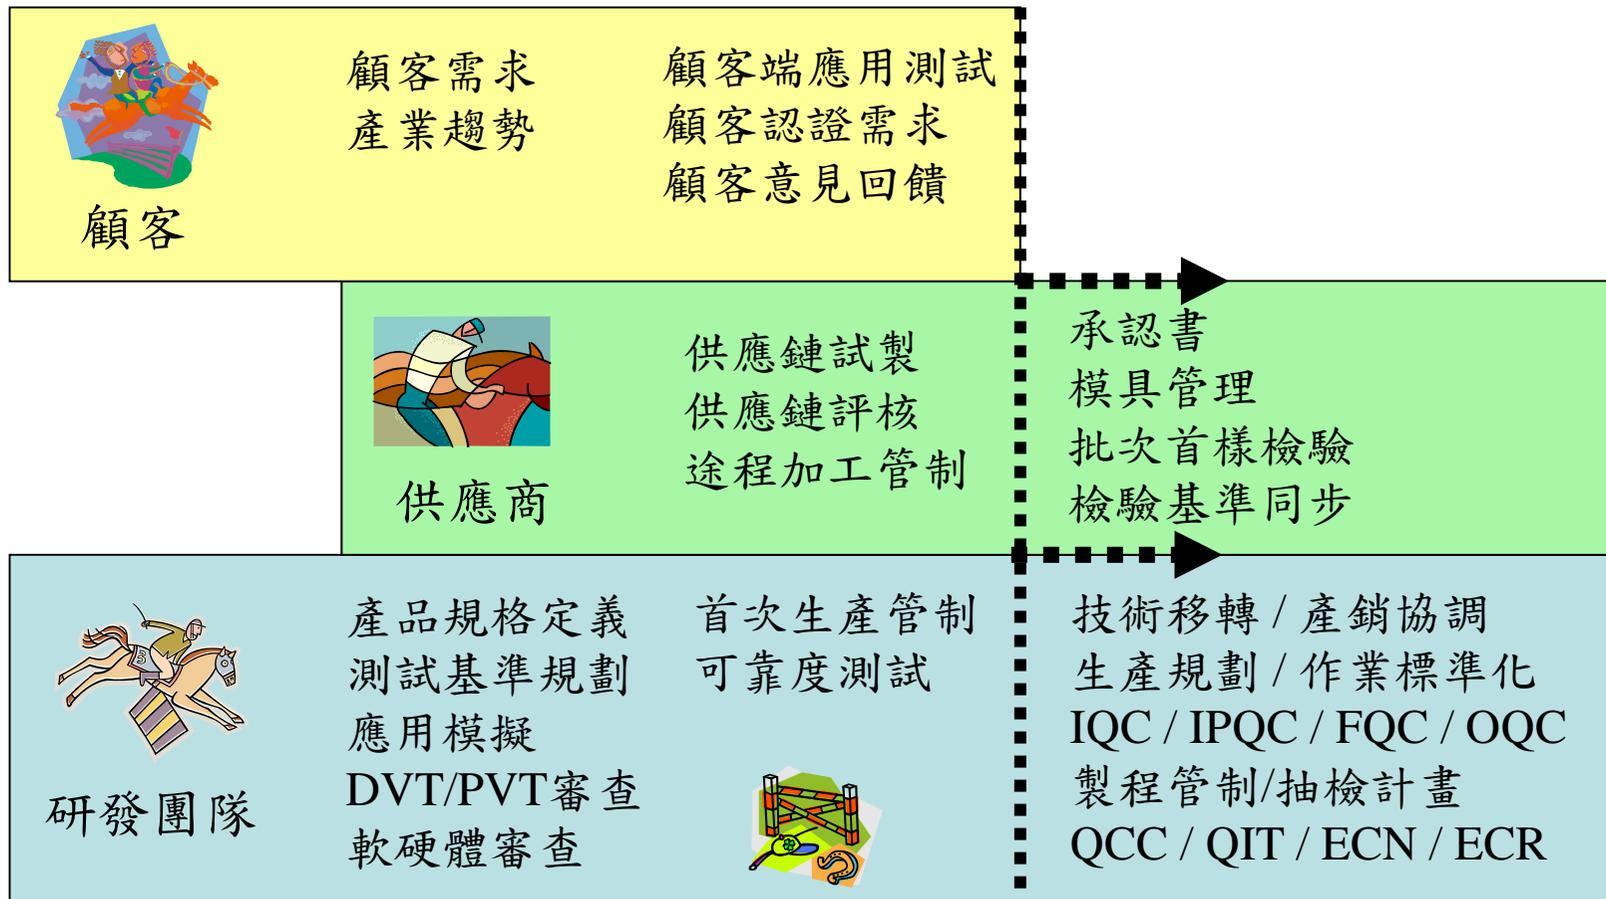 顧客
顧客需求
產業趨勢
顧客端應用測試
顧客認證需求
顧客意見回饋
供應商
供應鏈試製
供應鏈評核
途程加工管制
承認書
模具管理
批次首樣檢驗
檢驗基準同步
研發團隊
產品規格定義
測試基準規劃
應用模擬
DVT/PVT審查
軟硬體審查
首次生產管制
可靠度測試
技術移轉 / 產銷協調
生產規劃 / 作業標準化
IQC / IPQC / FQC / OQC
製程管制/抽檢計畫
QCC / QIT / ECN / ECR